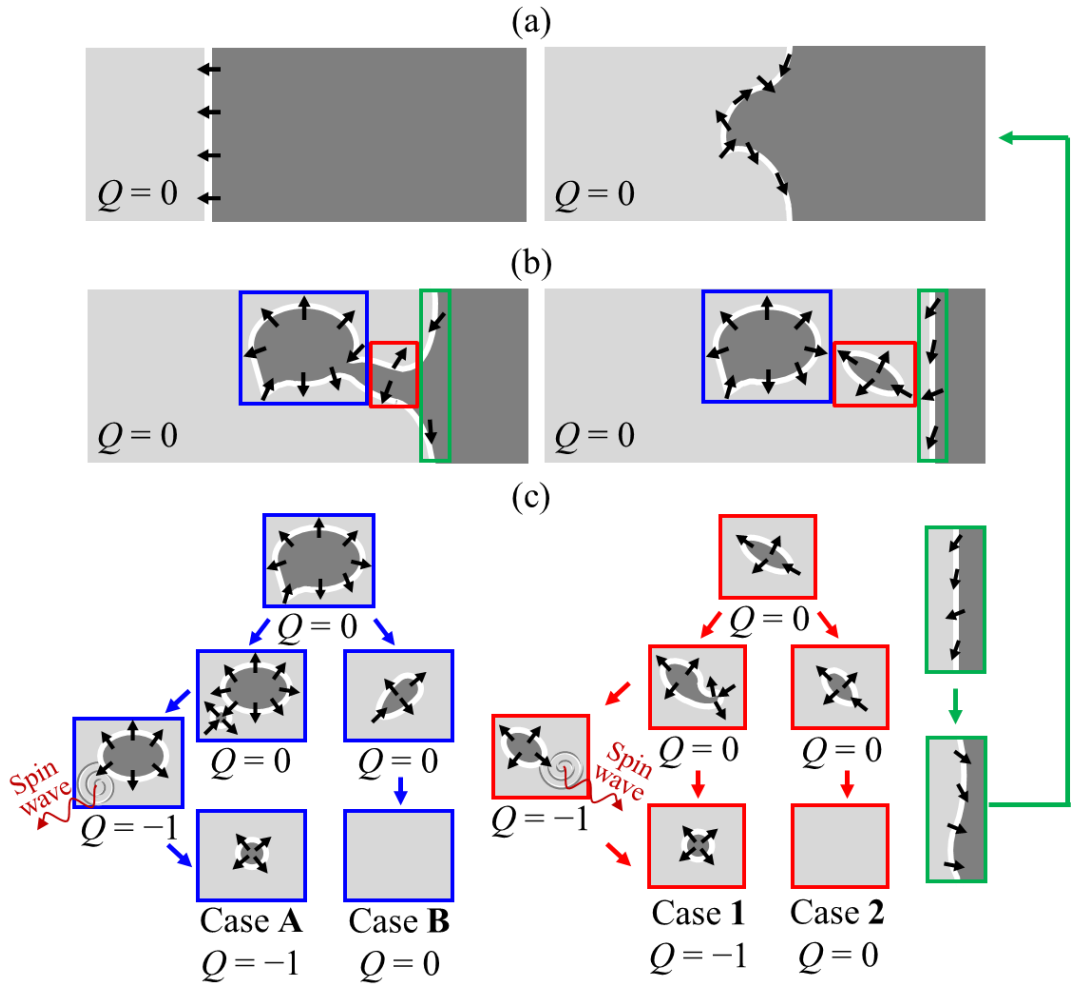 (a)
Q = 0
Q = 0
(b)
Q = 0
Q = 0
(c)
Q = 0
Q = 0
Q = 0
Q = 0
Q = 0
Q = 0
Spin
wave
Q = −1
Spin
wave
Q = −1
Case A
Case B
Case 1
Case 2
Q = −1
Q = 0
Q = −1
Q = 0